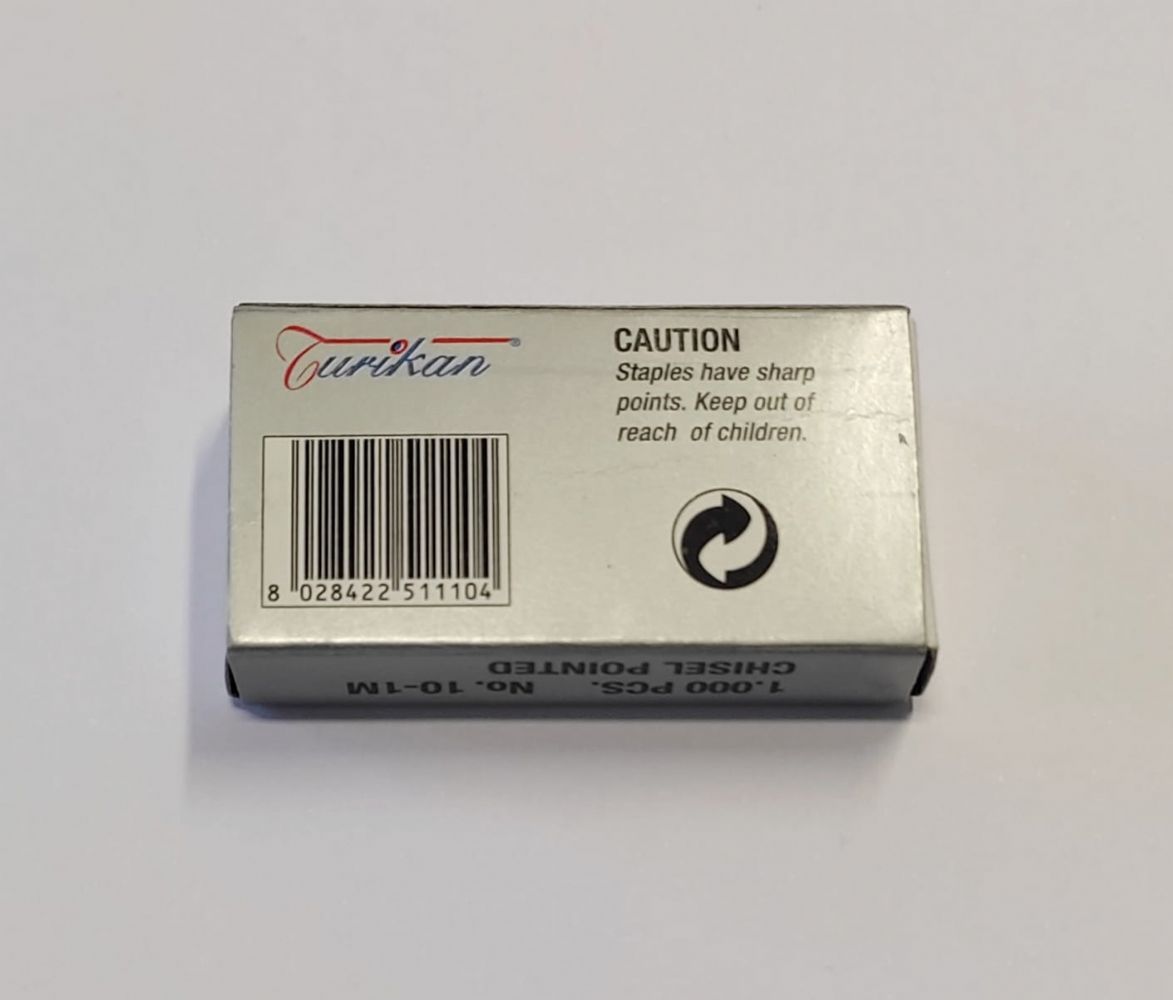 Turikan®
CAUTION
Staples have sharp
points. Keep out of
reach of children.
8 028422 511104
1.000 PCS. No. 10-1M
CHISEL POINTED